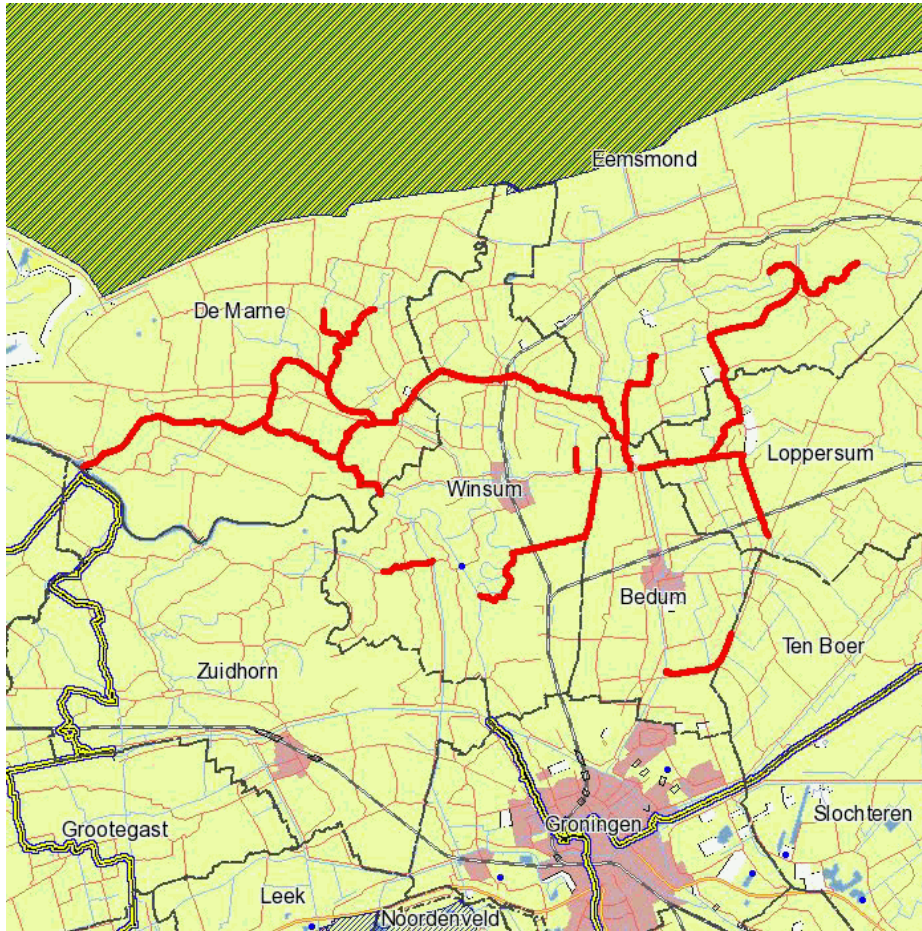 Eemsmond
De Marne
Loppersum
Winsum
Bedum
Ten Boer
Zuidhorn
Slochteren
Groningen
Grootegast
Leek
Noordenveld